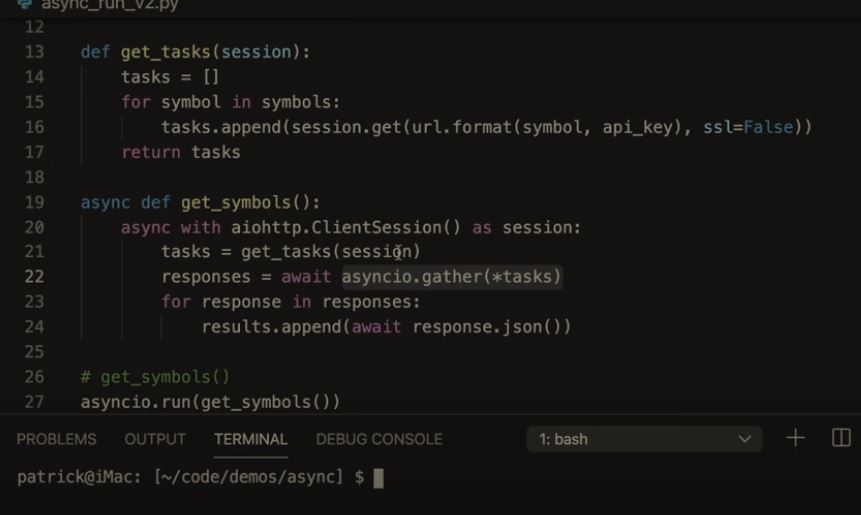 async_run_v2.py
12
13 def get_tasks(session):
14 tasks = []
15 for symbol in symbols:
16 tasks.append(session.get(url.format(symbol, api_key), ssl=False))
17 return tasks
18
19 async def get_symbols():
20 async with aiohttp.ClientSession() as session:
21 tasks = get_tasks(session)
22 responses = await asyncio.gather(*tasks)
23 for response in responses:
24 results.append(await response.json())
25
26 # get_symbols()
27 asyncio.run(get_symbols())
PROBLEMS OUTPUT TERMINAL DEBUG CONSOLE 1: bash
patrick@iMac: [~/code/demos/async] $